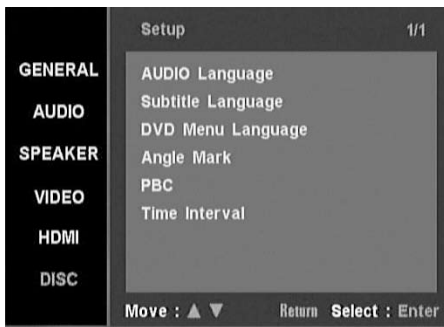 Setup 1/1
GENERAL
AUDIO
SPEAKER
VIDEO
HDMI
DISC
AUDIO Language
Subtitle Language
DVD Menu Language
Angle Mark
PBC
Time Interval
Move : ▲ ▼ Return Select : Enter